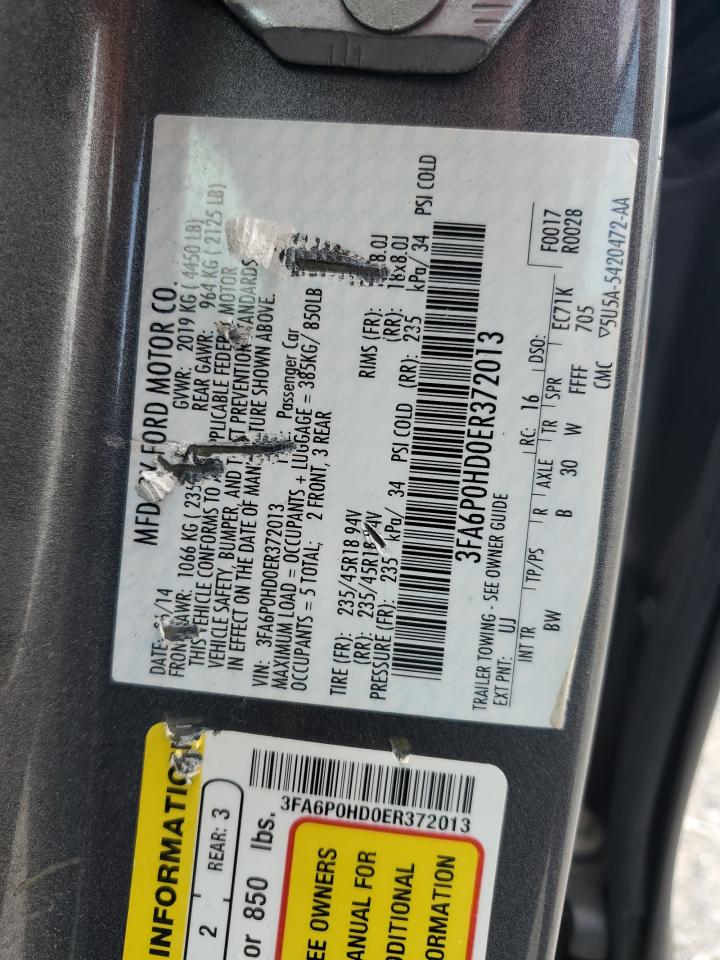 MFD BY FORD MOTOR CO.
DATE: /14 GVWR: 2019 KG ( 4450 LB)
FRONT GAWR: 1066 KG ( 235 REAR GAWR: 964 KG ( 2125 LB)
THIS VEHICLE CONFORMS TO APPLICABLE FEDERAL MOTOR
VEHICLE SAFETY, BUMPER, AND THEFT PREVENTION STANDARDS
IN EFFECT ON THE DATE OF MANUFACTURE SHOWN ABOVE.
VIN: 3FA6P0HD0ER372013 Passenger Car
MAXIMUM LOAD = OCCUPANTS + LUGGAGE = 385KG/ 850LB
OCCUPANTS = 5 TOTAL; 2 FRONT, 3 REAR
TIRE (FR): 235/45R18 94V RIMS (FR): 18x8.0J
(RR): 235/45R18 94V (RR): 18x8.0J
PRESSURE (FR): 235 kPa/ 34 PSI COLD (RR): 235 kPa/ 34 PSI COLD
3FA6P0HD0ER372013
TRAILER TOWING - SEE OWNER GUIDE
EXT PNT: UJ RC: 16 DSO: F0017
R0028
INT TR TP/PS R AXLE TR SPR EC71K
BW B 30 W FFFF 705
CMC ▽5U5A-5420472-AA
INFORMATION
2 REAR: 3
or 850 lbs.
3FA6P0HD0ER372013
EE OWNERS
ANUAL FOR
DDITIONAL
ORMATION